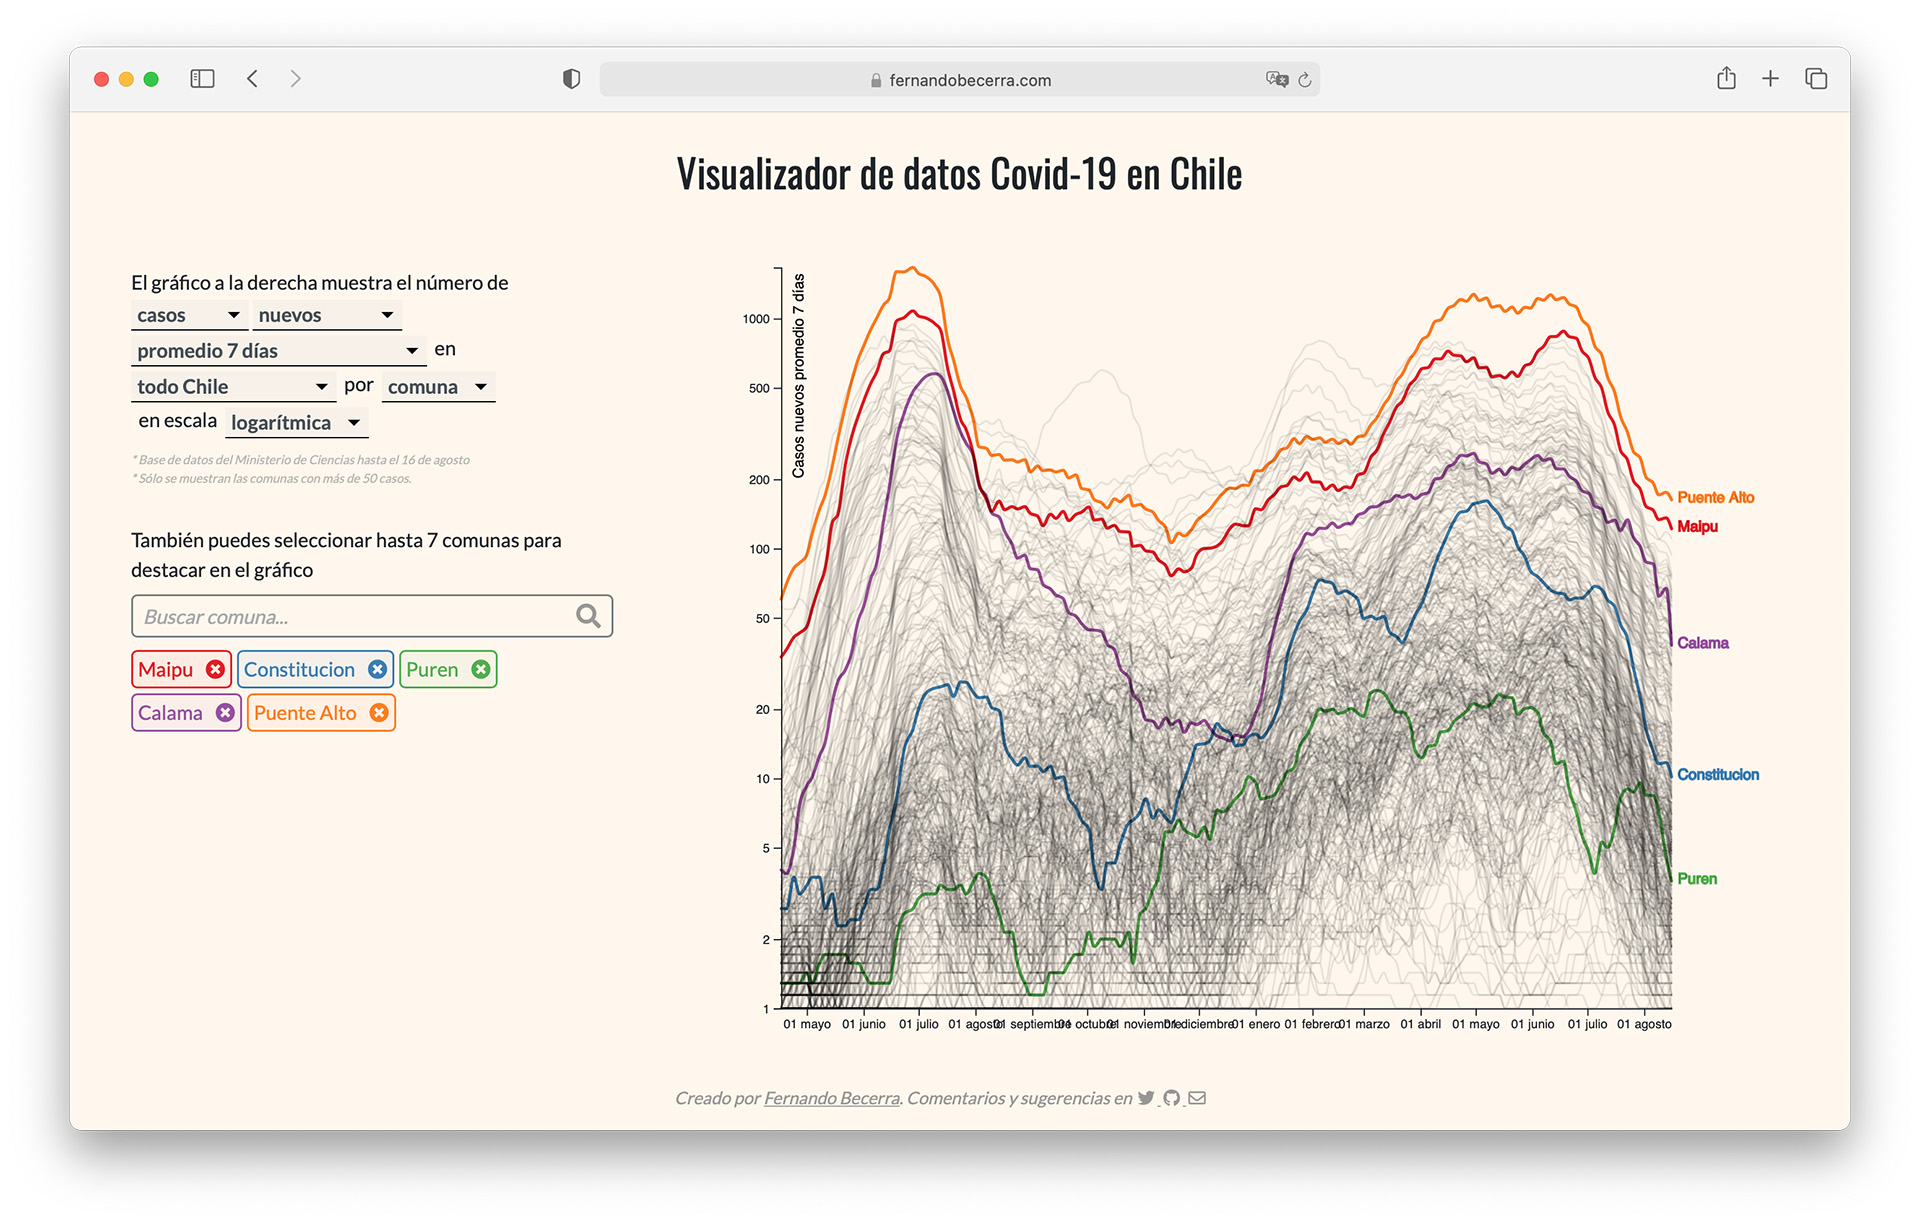 fernandobecerra.com
Visualizador de datos Covid-19 en Chile
El gráfico a la derecha muestra el número de
casos nuevos
promedio 7 días en
todo Chile por comuna
en escala logarítmica
* Base de datos del Ministerio de Ciencias hasta el 16 de agosto
* Sólo se muestran las comunas con más de 50 casos.
También puedes seleccionar hasta 7 comunas para
destacar en el gráfico
Buscar comuna...
Maipu Constitucion Puren
Calama Puente Alto
Casos nuevos promedio 7 días
1000
500
200
100
50
20
10
5
2
1
01 mayo 01 junio 01 julio 01 agosto 01 septiembre 01 octubre 01 noviembre 01 diciembre 01 enero 01 febrero 01 marzo 01 abril 01 mayo 01 junio 01 julio 01 agosto
Puente Alto
Maipu
Calama
Constitucion
Puren
Creado por Fernando Becerra. Comentarios y sugerencias en